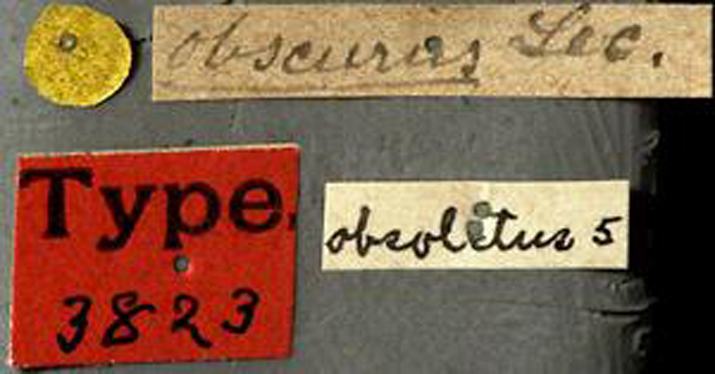 obscurus Lec.
Type.
3823
obsoletus 5